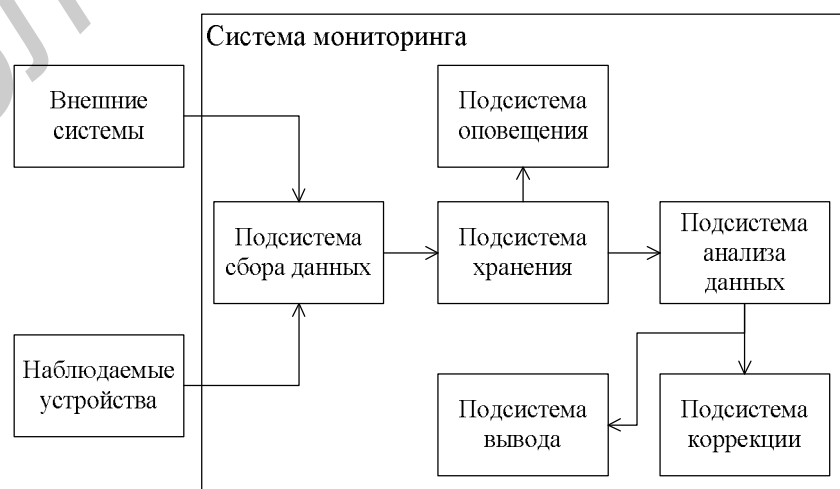 Система мониторинга
Внешние
системы
Подсистема
оповещения
Подсистема
сбора данных
Подсистема
хранения
Подсистема
анализа
данных
Наблюдаемые
устройства
Подсистема
вывода
Подсистема
коррекции